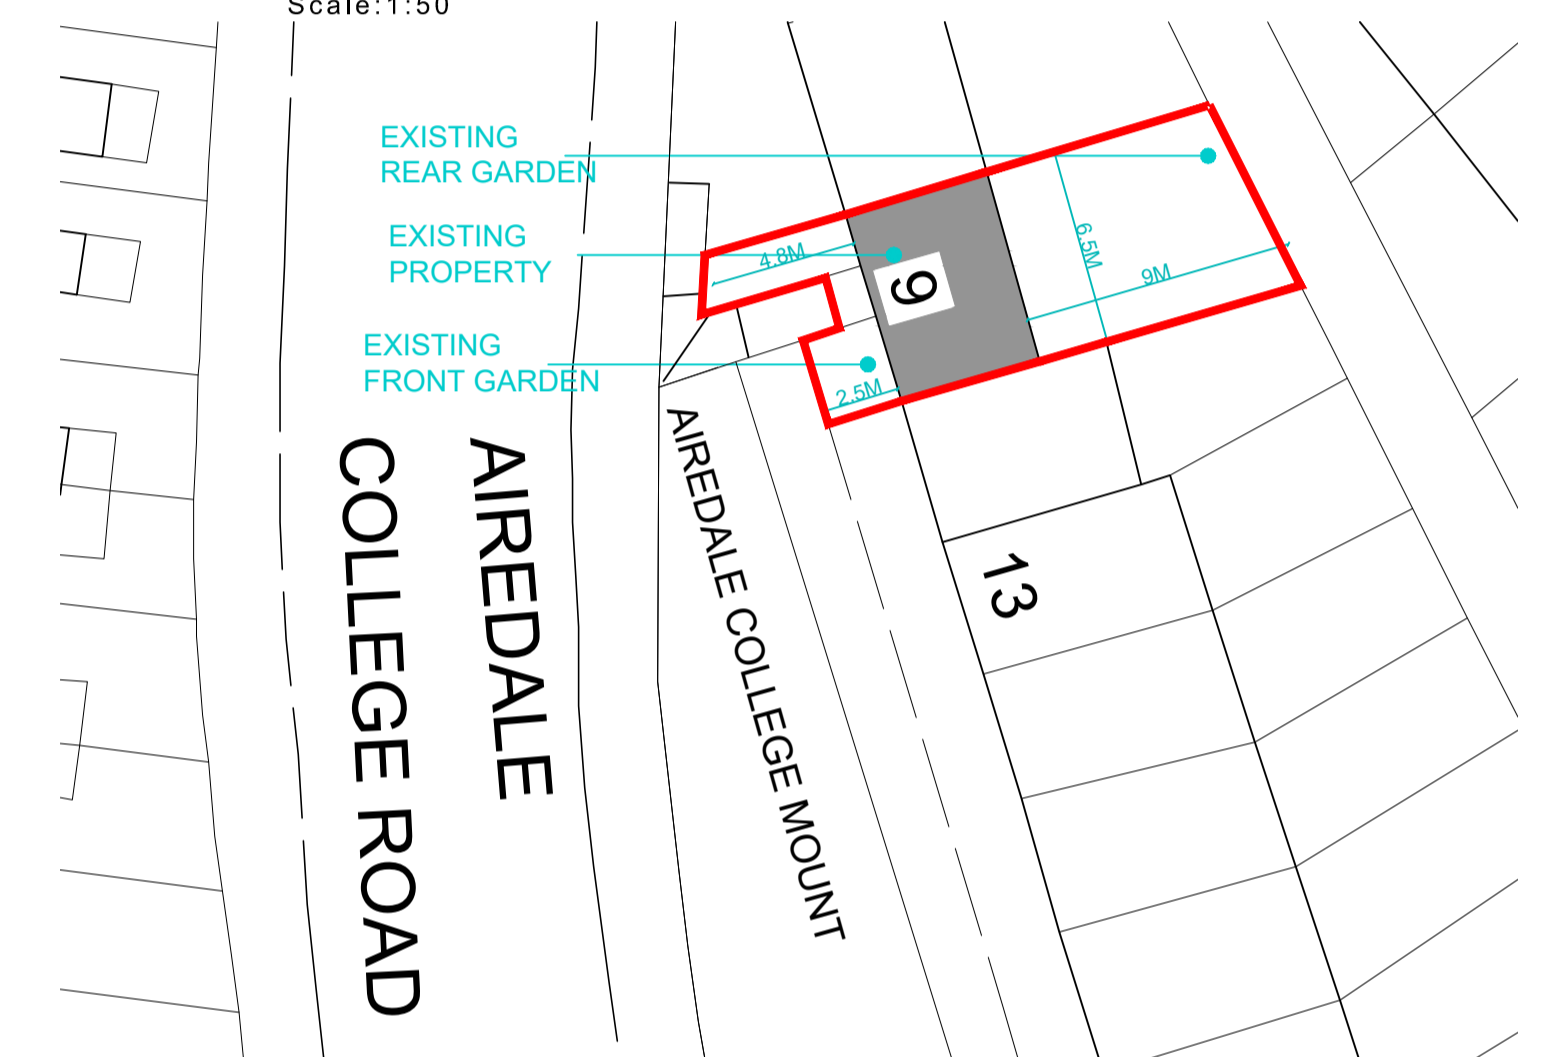 Scale:1:50
EXISTING
REAR GARDEN
EXISTING
PROPERTY
EXISTING
FRONT GARDEN
4.8M
9
6.5M
9M
2.5M
AIREDALE
COLLEGE ROAD
AIREDALE COLLEGE MOUNT
13